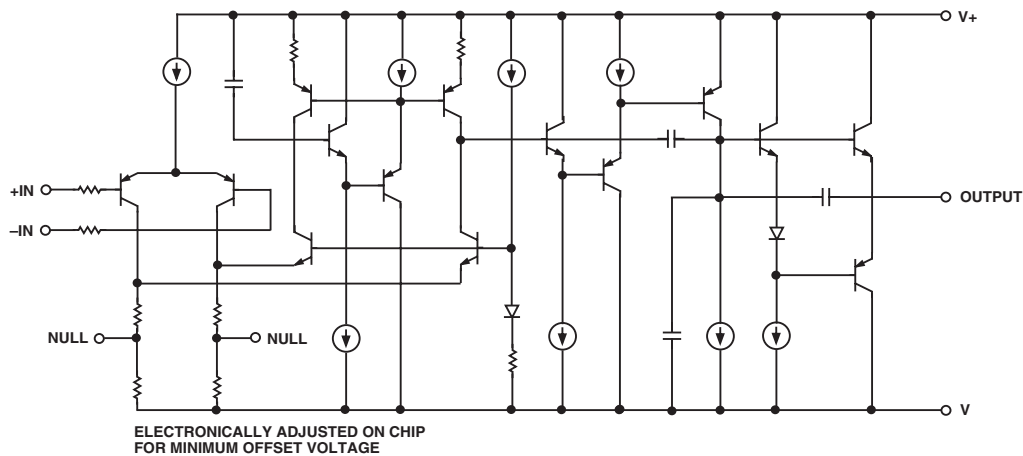 V+
+IN
–IN
OUTPUT
NULL
NULL
V
ELECTRONICALLY ADJUSTED ON CHIP
FOR MINIMUM OFFSET VOLTAGE